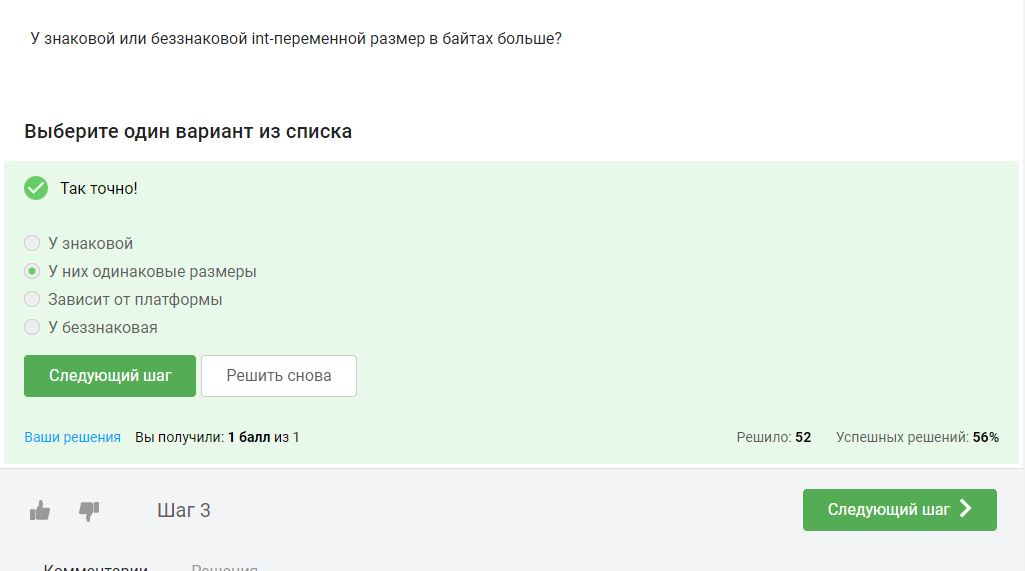 У знаковой или беззнаковой int-переменной размер в байтах больше?
Выберите один вариант из списка
Так точно!
У знаковой
У них одинаковые размеры
Зависит от платформы
У беззнаковая
Следующий шаг Решить снова
Ваши решения Вы получили: 1 балл из 1 Решило: 52 Успешных решений: 56%
Шаг 3 Следующий шаг
Комментарии Решения